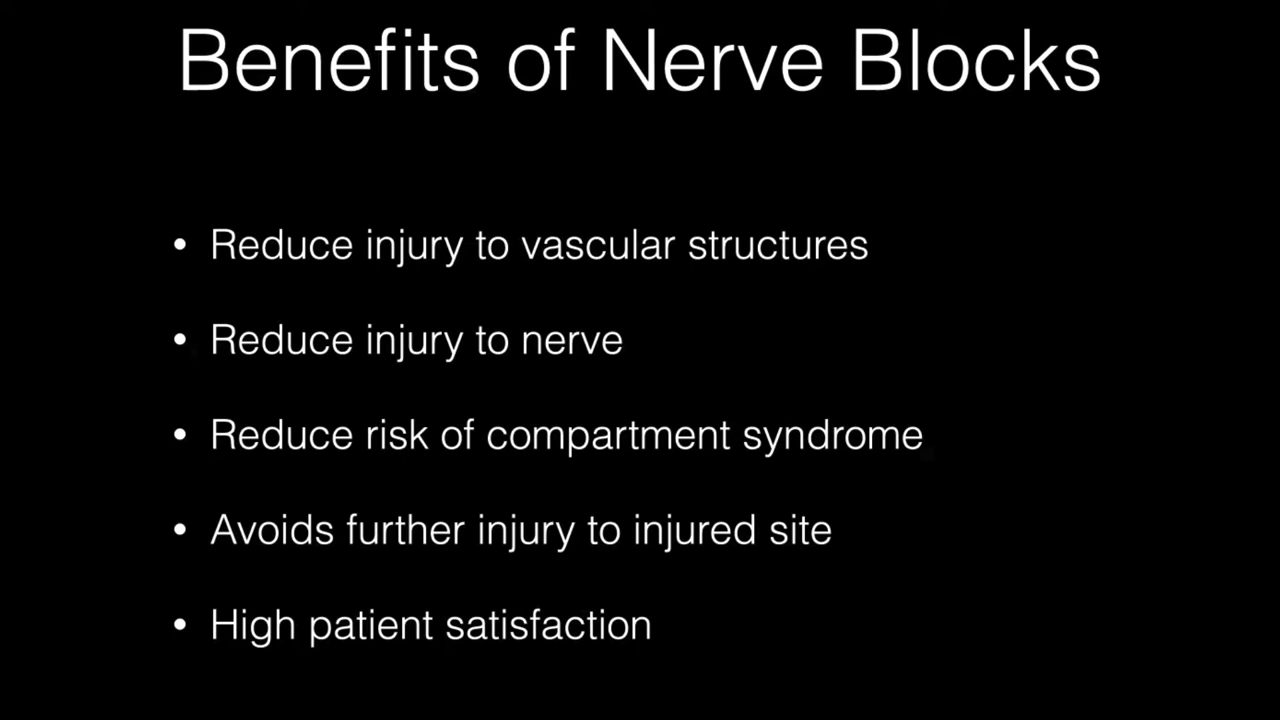 Benefits of Nerve Blocks
• Reduce injury to vascular structures
• Reduce injury to nerve
• Reduce risk of compartment syndrome
• Avoids further injury to injured site
• High patient satisfaction